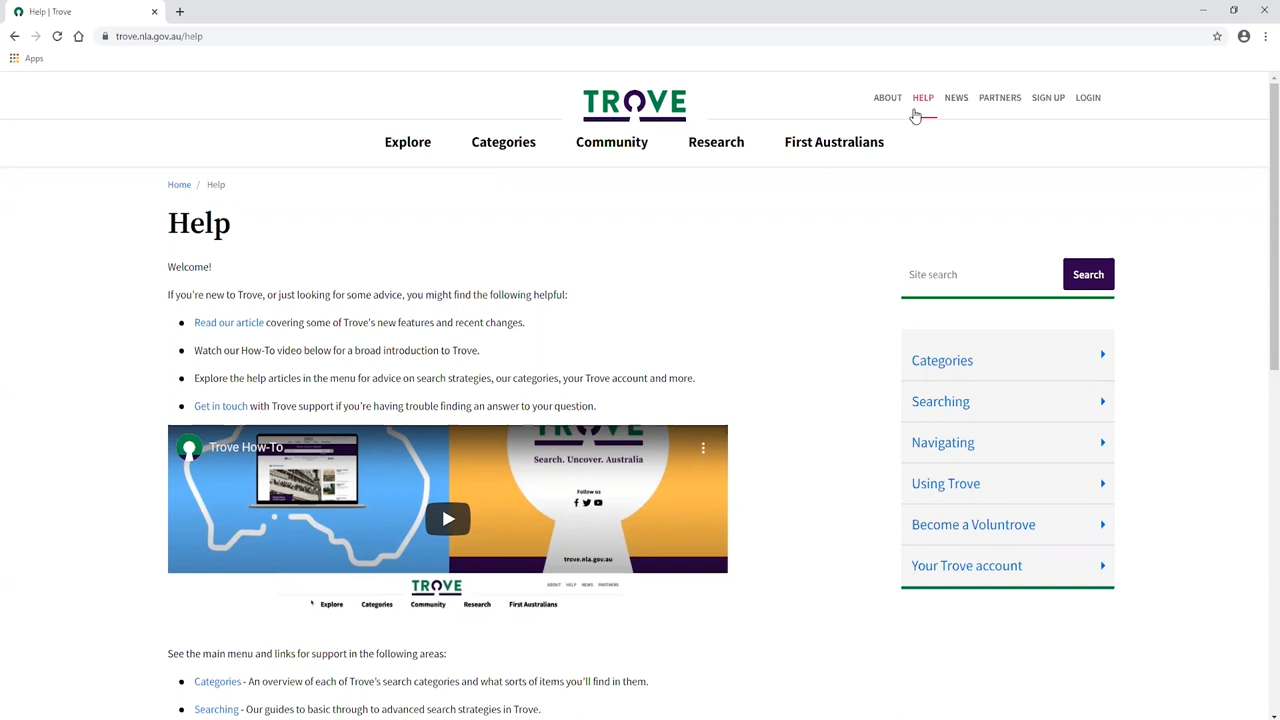 Help | Trove
trove.nla.gov.au/help
Apps
TROVE
ABOUT HELP NEWS PARTNERS SIGN UP LOGIN
Explore Categories Community Research First Australians
Home / Help
Help
Welcome!
If you're new to Trove, or just looking for some advice, you might find the following helpful:
Read our article covering some of Trove's new features and recent changes.
Watch our How-To video below for a broad introduction to Trove.
Explore the help articles in the menu for advice on search strategies, our categories, your Trove account and more.
Get in touch with Trove support if you're having trouble finding an answer to your question.
Trove How-To
TROVE
Search. Uncover. Australia
Follow us
trove.nla.gov.au
TROVE
ABOUT HELP NEWS PARTNERS
Explore Categories Community Research First Australians
See the main menu and links for support in the following areas:
Categories - An overview of each of Trove's search categories and what sorts of items you'll find in them.
Searching - Our guides to basic through to advanced search strategies in Trove.
Site search
Search
Categories
Searching
Navigating
Using Trove
Become a Voluntrove
Your Trove account